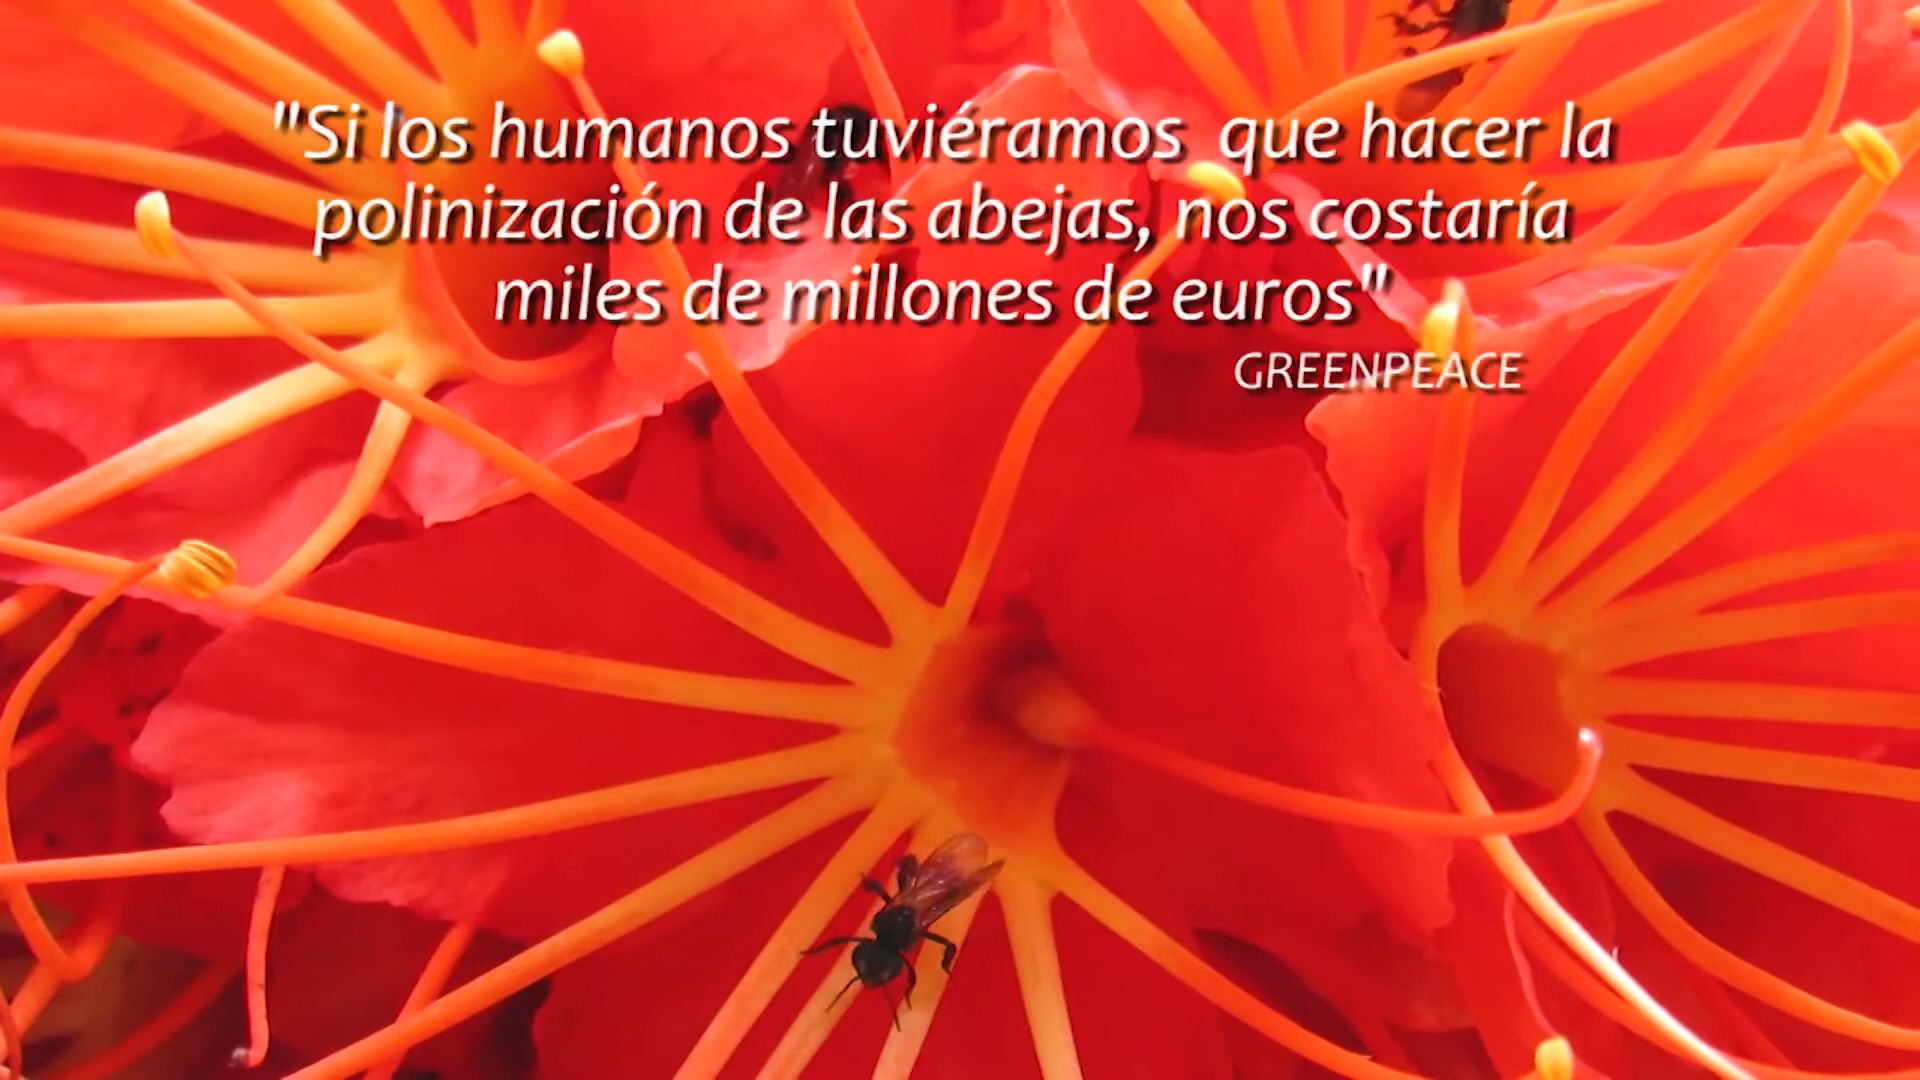 "Si los humanos tuviéramos  que hacer la
polinización de las abejas, nos costaría
miles de millones de euros"
GREENPEACE